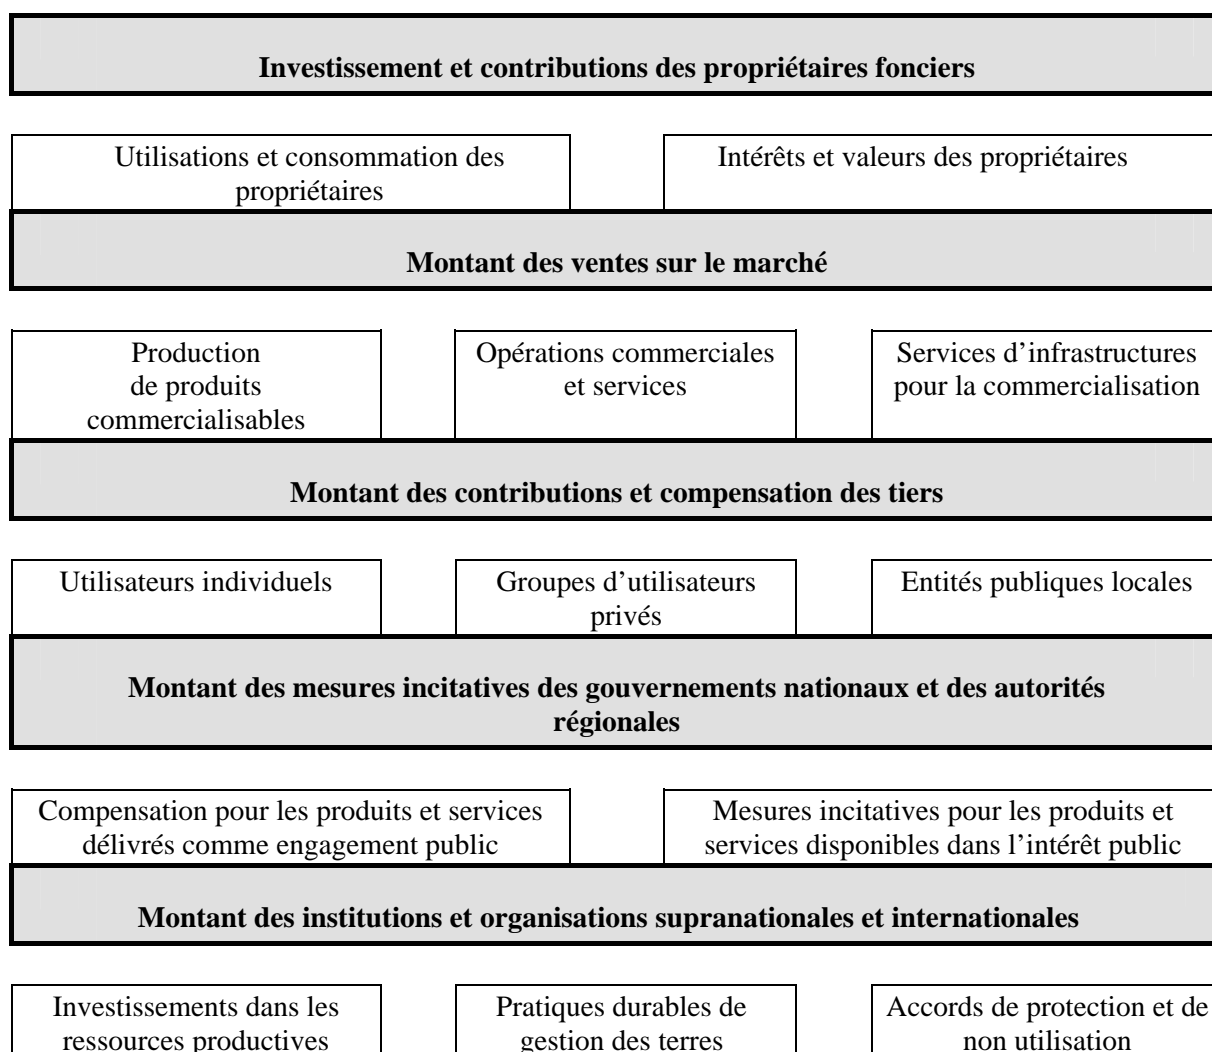 Investissement et contributions des propriétaires fonciers
Utilisations et consommation des
propriétaires
Intérêts et valeurs des propriétaires
Montant des ventes sur le marché
Production
de produits
commercialisables
Opérations commerciales
et services
Services d’infrastructures
pour la commercialisation
Montant des contributions et compensation des tiers
Utilisateurs individuels
Groupes d’utilisateurs
privés
Entités publiques locales
Montant des mesures incitatives des gouvernements nationaux et des autorités
régionales
Compensation pour les produits et services
délivrés comme engagement public
Mesures incitatives pour les produits et
services disponibles dans l’intérêt public
Montant des institutions et organisations supranationales et internationales
Investissements dans les
ressources productives
Pratiques durables de
gestion des terres
Accords de protection et de
non utilisation